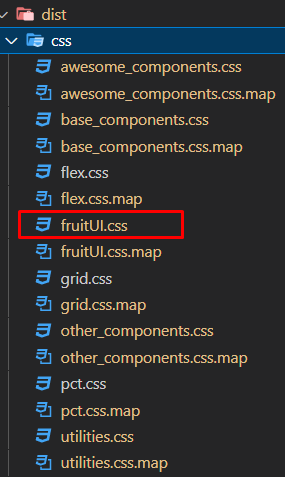 dist
css
awesome_components.css
awesome_components.css.map
base_components.css
base_components.css.map
flex.css
flex.css.map
fruitUI.css
fruitUI.css.map
grid.css
grid.css.map
other_components.css
other_components.css.map
pct.css
pct.css.map
utilities.css
utilities.css.map